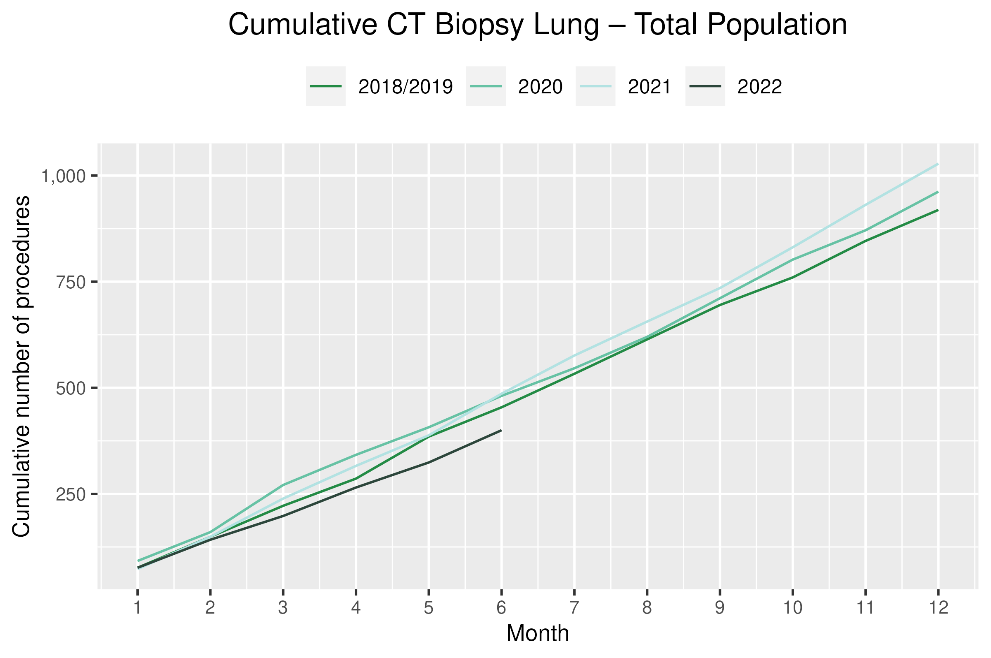 Cumulative CT Biopsy Lung – Total Population
2018/2019 2020 2021 2022
1,000
750
500
250
Cumulative number of procedures
1 2 3 4 5 6 7 8 9 10 11 12
Month